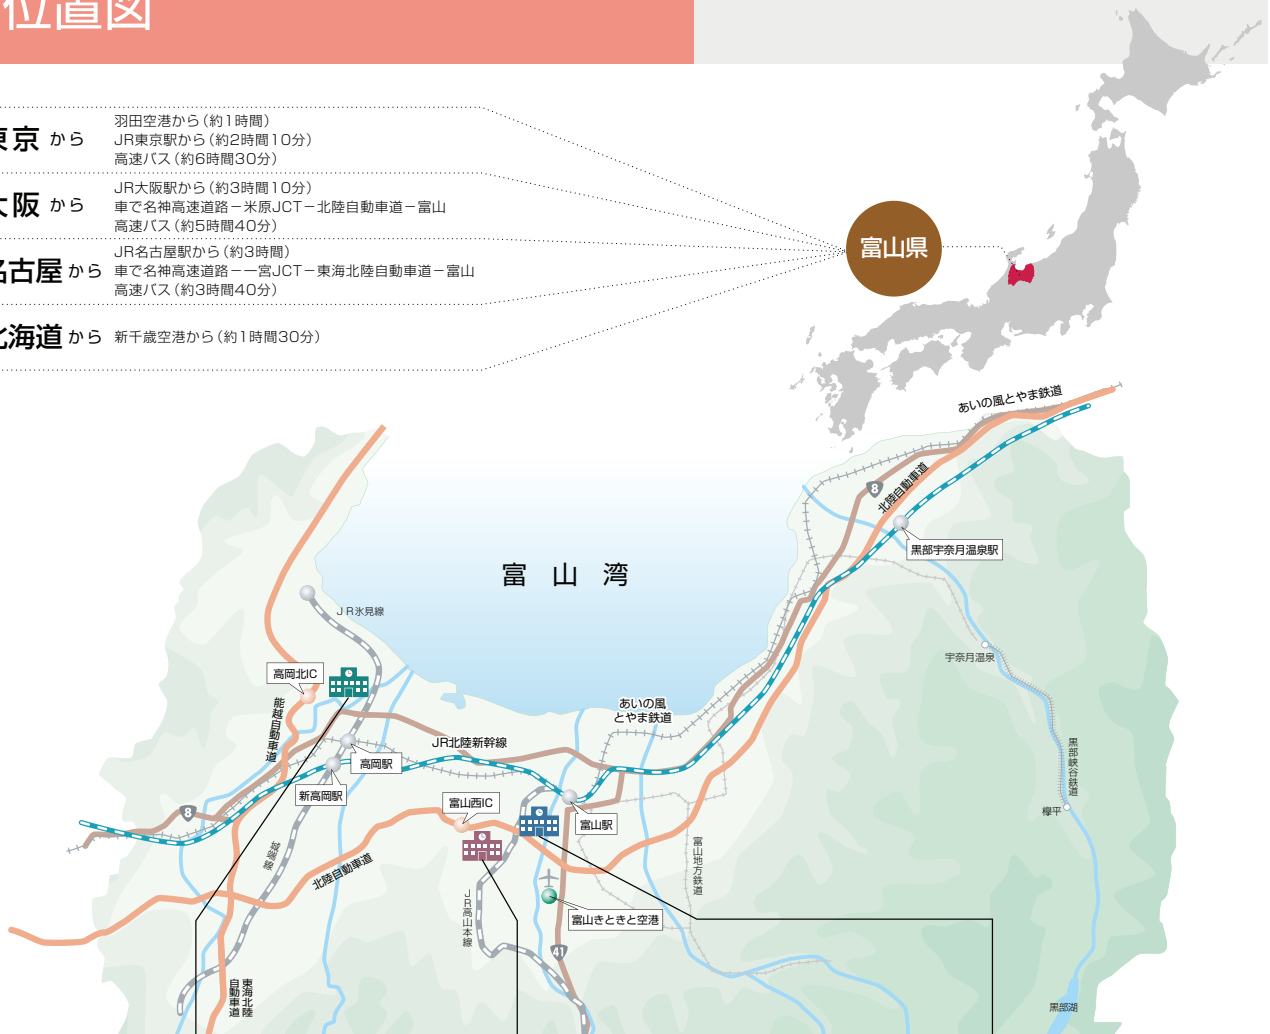 位置図
東京 から
羽田空港から（約1時間）
JR東京駅から（約2時間10分）
高速バス（約6時間30分）
大阪 から
JR大阪駅から（約3時間10分）
車で名神高速道路－米原JCT－北陸自動車道－富山
高速バス（約5時間40分）
名古屋 から
JR名古屋駅から（約3時間）
車で名神高速道路－一宮JCT－東海北陸自動車道－富山
高速バス（約3時間40分）
北海道 から
新千歳空港から（約1時間30分）
富山県
あいの風とやま鉄道
8
北陸自動車道
黒部宇奈月温泉駅
富山湾
JR氷見線
宇奈月温泉
高岡北IC
能越自動車道
あいの風
とやま鉄道
JR北陸新幹線
高岡駅
黒部峡谷鉄道
新高岡駅
富山西IC
欅平
8
富山駅
城端線
北陸自動車道
富山地方鉄道
JR高山本線
富山きときと空港
41
東海北陸
自動車道
黒部湖